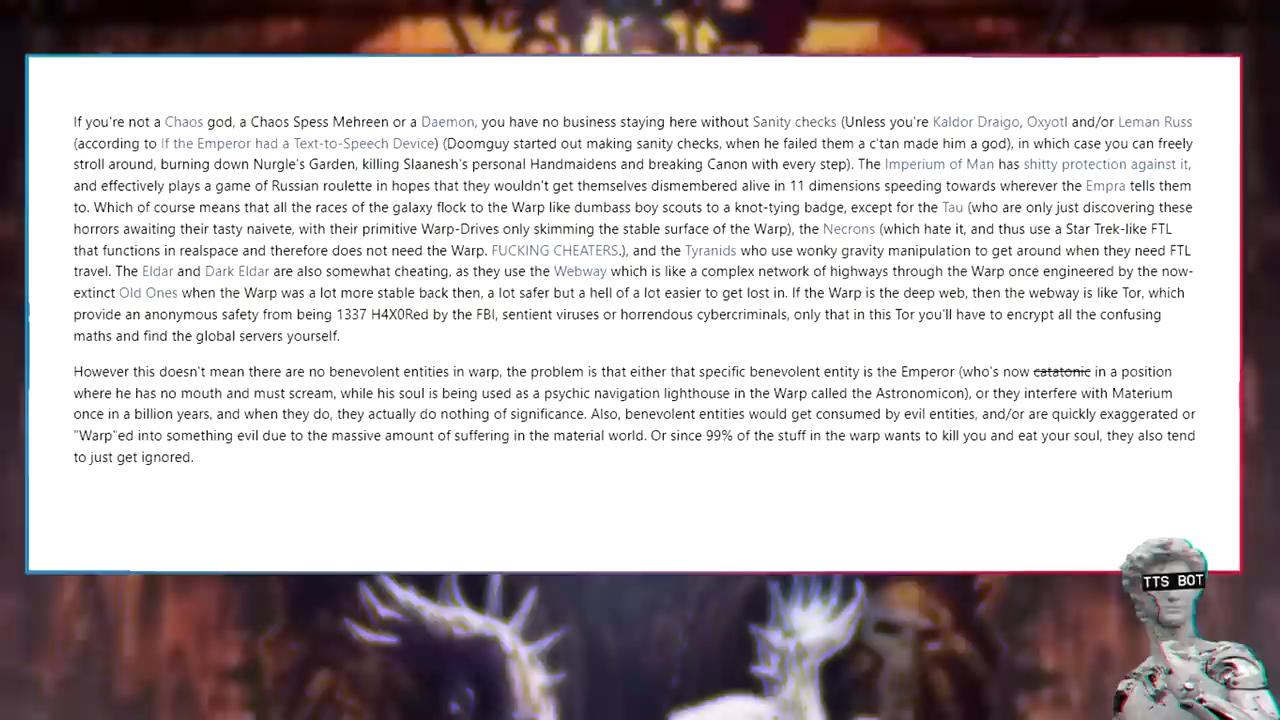 If you're not a Chaos god, a Chaos Spess Mehreen or a Daemon, you have no business staying here without Sanity checks (Unless you're Kaldor Draigo, Oxyotl and/or Leman Russ
(according to If the Emperor had a Text-to-Speech Device) (Doomguy started out making sanity checks, when he failed them a c'tan made him a god), in which case you can freely
stroll around, burning down Nurgle's Garden, killing Slaanesh's personal Handmaidens and breaking Canon with every step). The Imperium of Man has shitty protection against it,
and effectively plays a game of Russian roulette in hopes that they wouldn't get themselves dismembered alive in 11 dimensions speeding towards wherever the Empra tells them
to. Which of course means that all the races of the galaxy flock to the Warp like dumbass boy scouts to a knot-tying badge, except for the Tau (who are only just discovering these
horrors awaiting their tasty naivete, with their primitive Warp-Drives only skimming the stable surface of the Warp), the Necrons (which hate it, and thus use a Star Trek-like FTL
that functions in realspace and therefore does not need the Warp. FUCKING CHEATERS.), and the Tyranids who use wonky gravity manipulation to get around when they need FTL
travel. The Eldar and Dark Eldar are also somewhat cheating, as they use the Webway which is like a complex network of highways through the Warp once engineered by the now-
extinct Old Ones when the Warp was a lot more stable back then, a lot safer but a hell of a lot easier to get lost in. If the Warp is the deep web, then the webway is like Tor, which
provide an anonymous safety from being 1337 H4X0Red by the FBI, sentient viruses or horrendous cybercriminals, only that in this Tor you'll have to encrypt all the confusing
maths and find the global servers yourself.
However this doesn't mean there are no benevolent entities in warp, the problem is that either that specific benevolent entity is the Emperor (who's now catatonic in a position
where he has no mouth and must scream, while his soul is being used as a psychic navigation lighthouse in the Warp called the Astronomicon), or they interfere with Materium
once in a billion years, and when they do, they actually do nothing of significance. Also, benevolent entities would get consumed by evil entities, and/or are quickly exaggerated or
"Warp"ed into something evil due to the massive amount of suffering in the material world. Or since 99% of the stuff in the warp wants to kill you and eat your soul, they also tend
to just get ignored.
TTS BOT